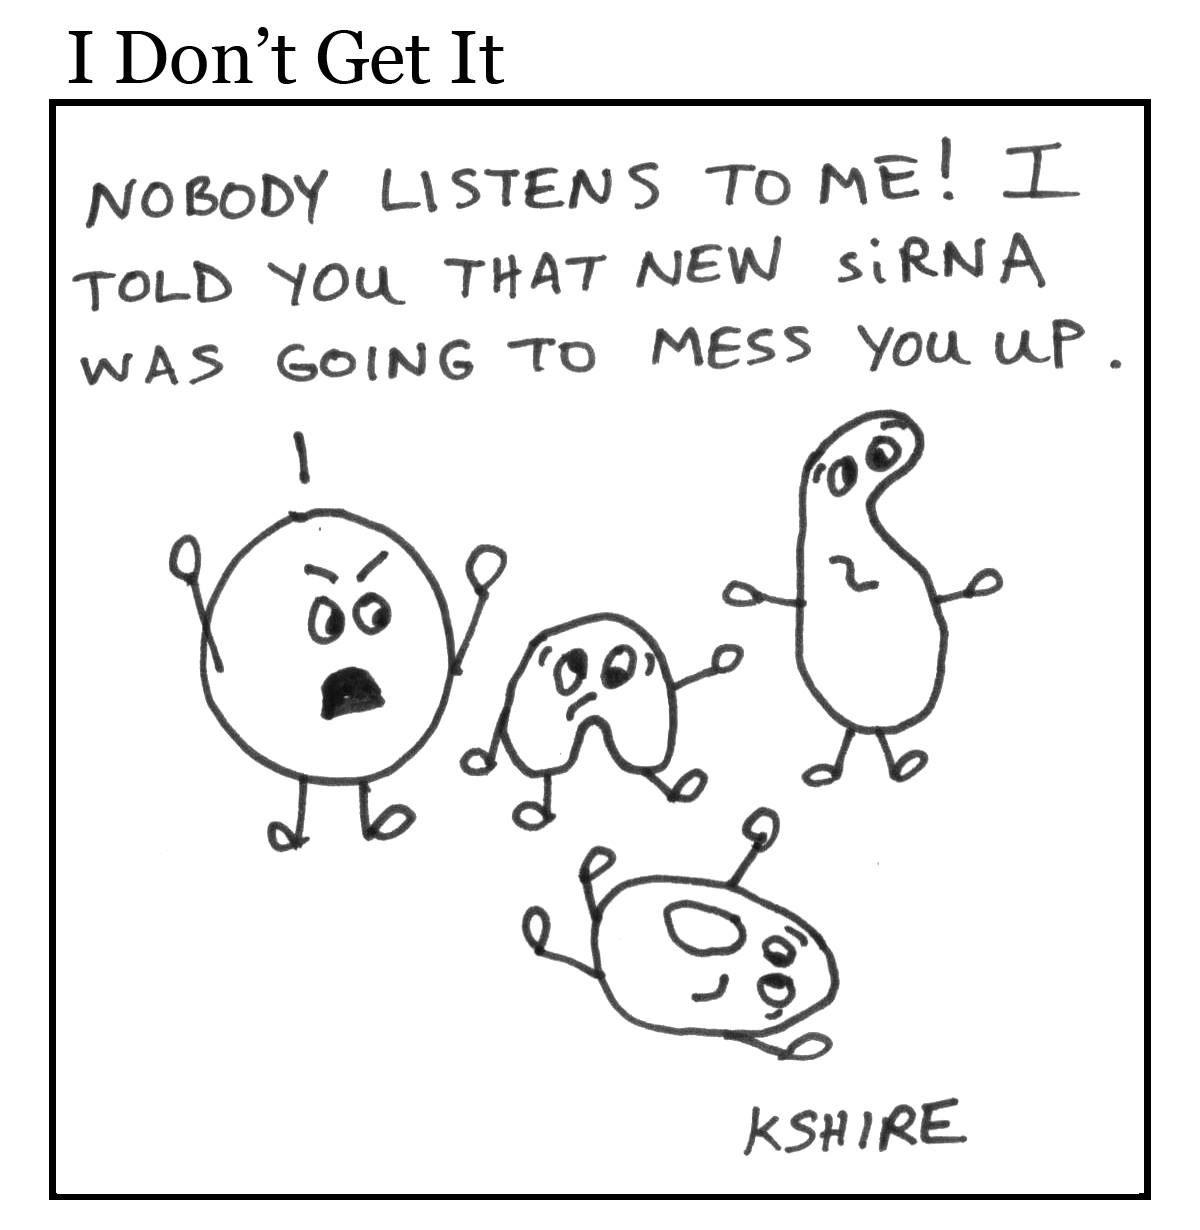 I Don’t Get It
NOBODY LISTENS TO ME! I
TOLD YOU THAT NEW siRNA
WAS GOING TO MESS YOU UP.
KSHIRE